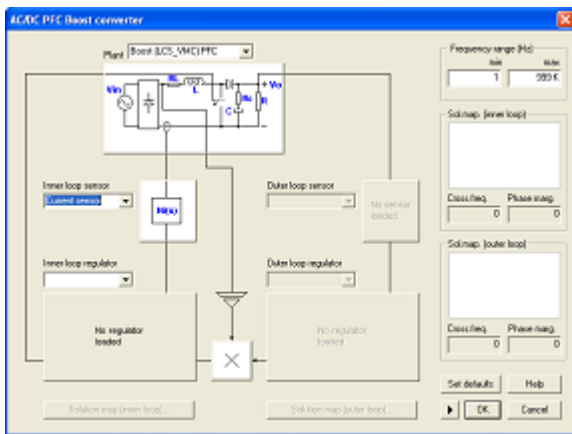 AC/DC PFC Boost converter
Plant Boost (LCS_VMC) PFC
Frequency range (Hz)
min max
1 999 K
Vin
RL
L
+ Vo
C
Rc
R
Sol.map. (inner loop)
Inner loop sensor
Current sensor
Outer loop sensor
No sensor
loaded
Cross freq. Phase marg.
0 0
Inner loop regulator
Outer loop regulator
Sol.map. (outer loop)
No regulator
loaded
No regulator
loaded
Cross freq. Phase marg.
0 0
Set defaults Help
Solution map (inner loop)...
Solution map (outer loop)...
OK Cancel